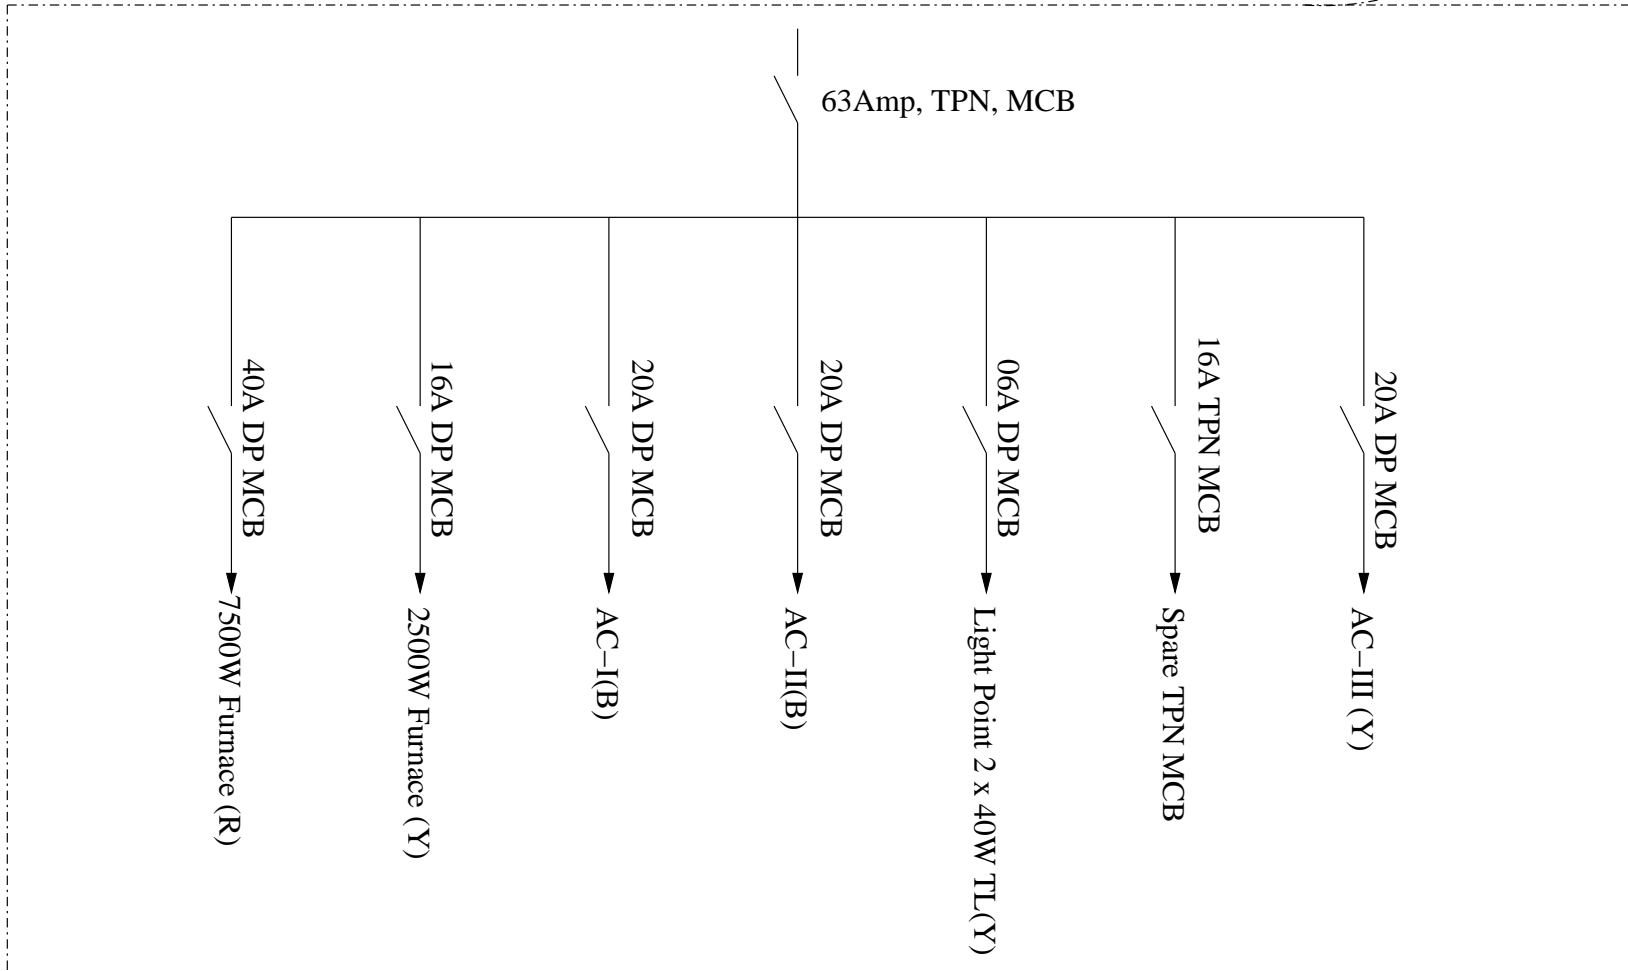 63Amp, TPN, MCB
40A DP MCB
16A DP MCB
20A DP MCB
20A DP MCB
06A DP MCB
16A TPN MCB
20A DP MCB
7500W Furnace (R)
2500W Furnace (Y)
AC–I(B)
AC–II(B)
Light Point 2 x 40W TL(Y)
Spare TPN MCB
AC–III (Y)